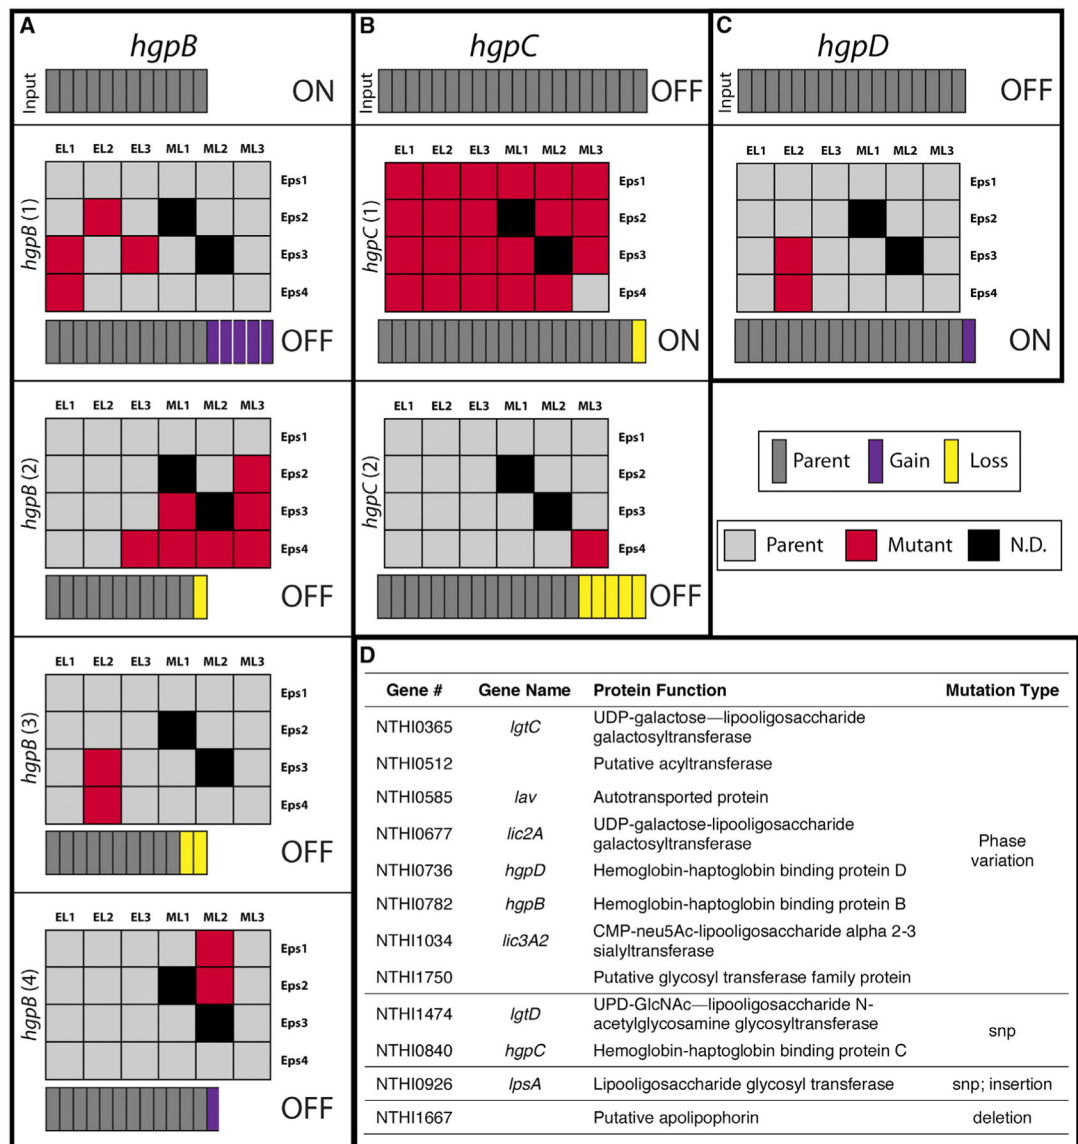 A
hgpB
Input
ON
EL1 EL2 EL3 ML1 ML2 ML3
hgpB (1)
Eps1
Eps2
Eps3
Eps4
OFF
EL1 EL2 EL3 ML1 ML2 ML3
hgpB (2)
Eps1
Eps2
Eps3
Eps4
OFF
EL1 EL2 EL3 ML1 ML2 ML3
hgpB (3)
Eps1
Eps2
Eps3
Eps4
OFF
EL1 EL2 EL3 ML1 ML2 ML3
hgpB (4)
Eps1
Eps2
Eps3
Eps4
OFF
B
hgpC
Input
OFF
EL1 EL2 EL3 ML1 ML2 ML3
hgpC (1)
Eps1
Eps2
Eps3
Eps4
ON
EL1 EL2 EL3 ML1 ML2 ML3
hgpC (2)
Eps1
Eps2
Eps3
Eps4
OFF
C
hgpD
Input
OFF
EL1 EL2 EL3 ML1 ML2 ML3
Eps1
Eps2
Eps3
Eps4
ON
Parent Gain Loss
Parent Mutant N.D.
D
Gene # Gene Name Protein Function Mutation Type
NTHI0365 lgtC UDP-galactose—lipooligosaccharide
galactosyltransferase
NTHI0512 Putative acyltransferase
NTHI0585 lav Autotransported protein
NTHI0677 lic2A UDP-galactose-lipooligosaccharide
galactosyltransferase
Phase
variation
NTHI0736 hgpD Hemoglobin-haptoglobin binding protein D
NTHI0782 hgpB Hemoglobin-haptoglobin binding protein B
NTHI1034 lic3A2 CMP-neu5Ac-lipooligosaccharide alpha 2-3
sialyltransferase
NTHI1750 Putative glycosyl transferase family protein
NTHI1474 lgtD UPD-GlcNAc—lipooligosaccharide N-
acetylglycosamine glycosyltransferase
snp
NTHI0840 hgpC Hemoglobin-haptoglobin binding protein C
NTHI0926 lpsA Lipooligosaccharide glycosyl transferase snp; insertion
NTHI1667 Putative apolipophorin deletion